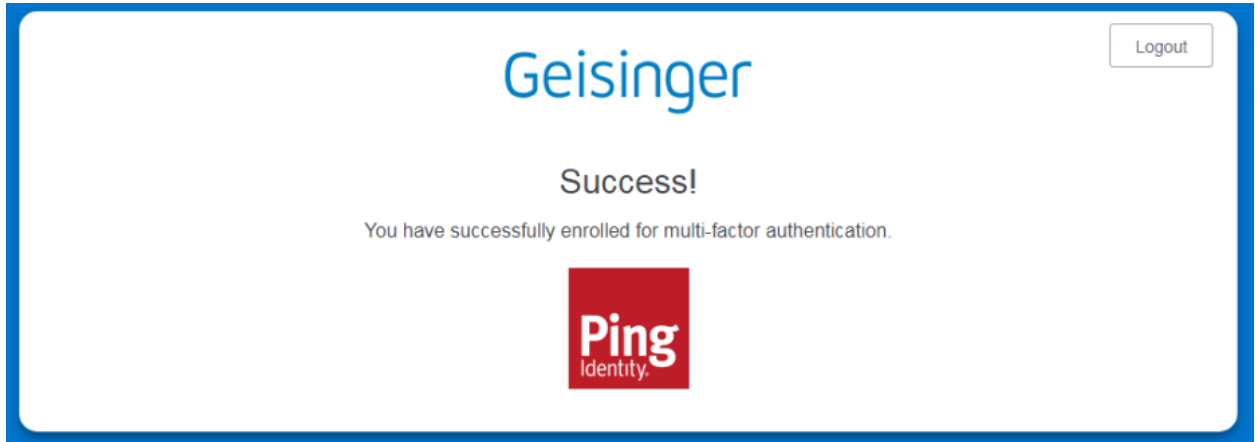 Logout
Geisinger
Success!
You have successfully enrolled for multi-factor authentication.
Ping
Identity.